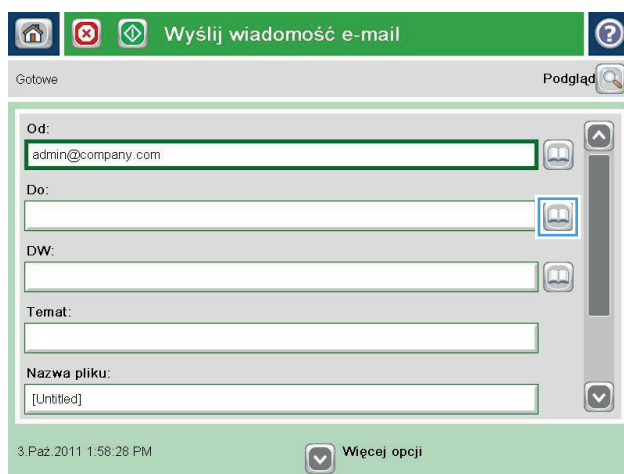 Wyślij wiadomość e-mail
?
Gotowe
Podgląd
Od:
admin@company.com
Do:
DW:
Temat:
Nazwa pliku:
[Untitled]
3.Paź.2011 1:58:28 PM
Więcej opcji